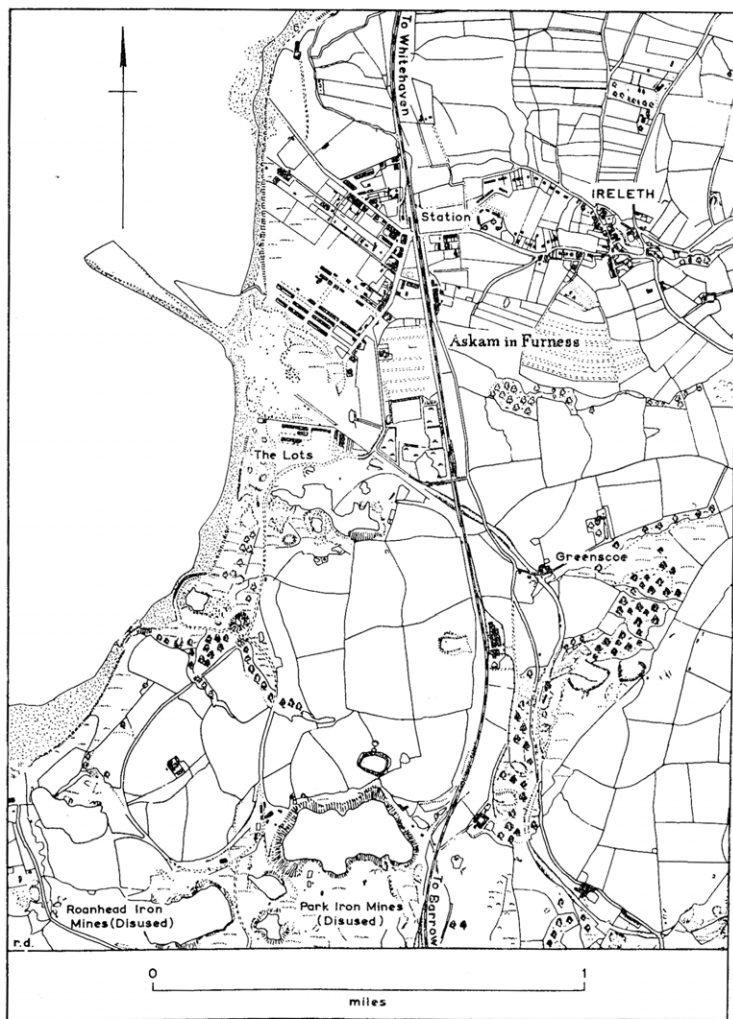 To Whitehaven
IRELETH
Station
Askam in Furness
The Lots
Greenscoe
To Barrow
Roanhead Iron
Mines (Disused)
Park Iron Mines
(Disused)
r.d.
0
1
miles